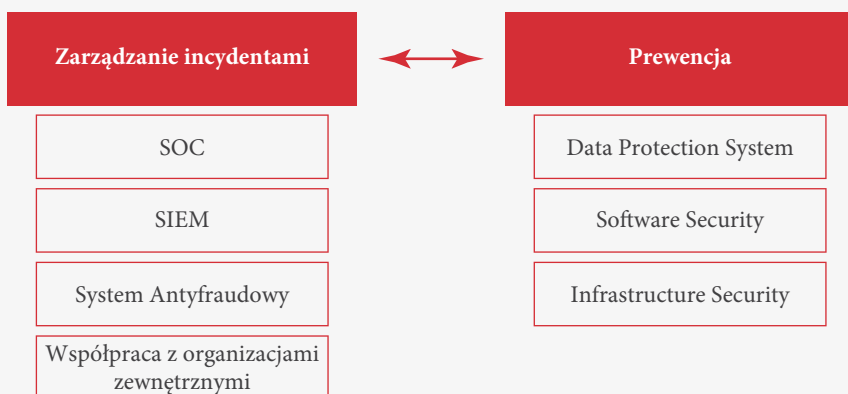 Zarządzanie incydentami
SOC
SIEM
System Antyfraudowy
Współpraca z organizacjami
zewnętrznymi
Prewencja
Data Protection System
Software Security
Infrastructure Security